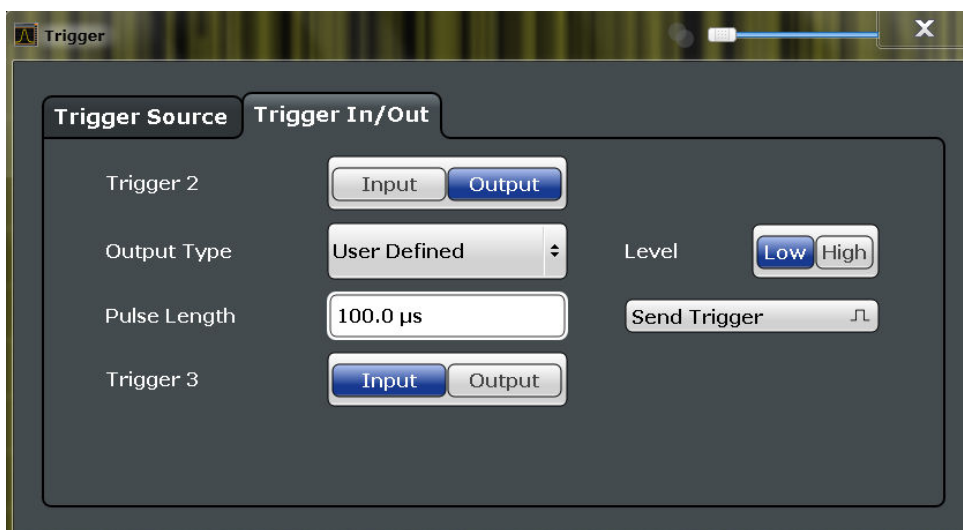 Trigger
X
Trigger Source Trigger In/Out
Trigger 2 Input Output
Output Type User Defined Level Low High
Pulse Length 100.0 µs Send Trigger
Trigger 3 Input Output